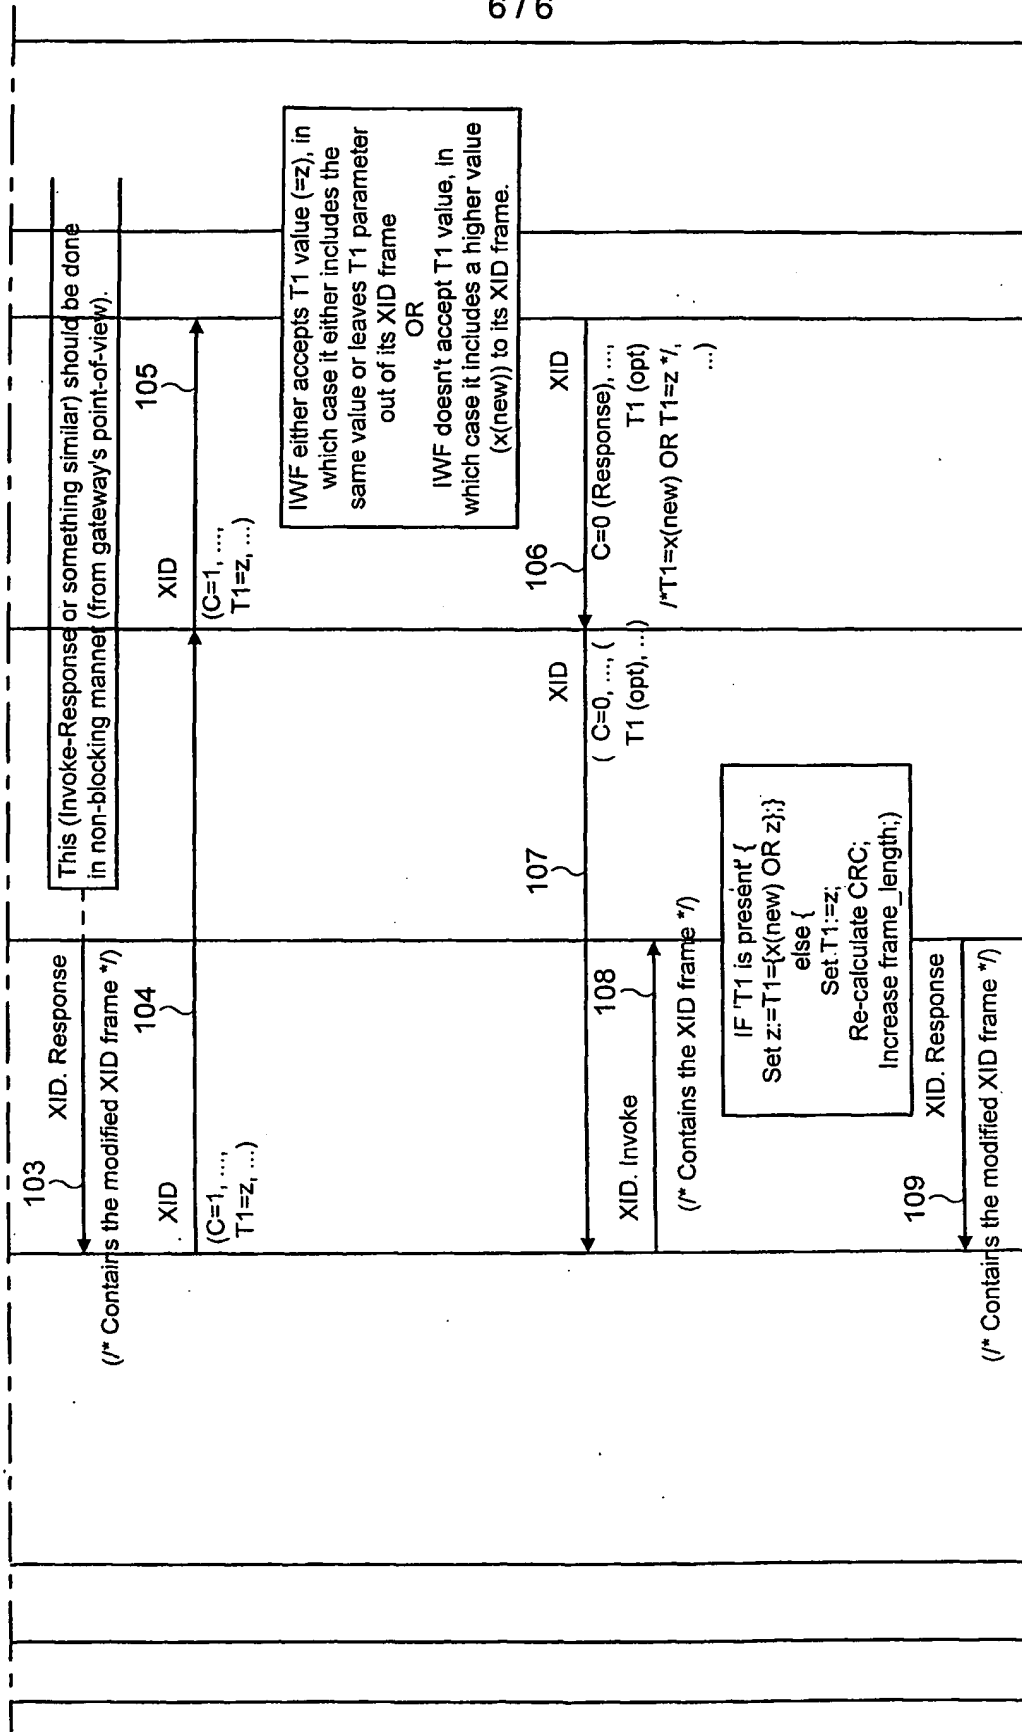 6 / 6
This (Invoke-Response or something similar) should be done
in non-blocking manner (from gateway's point-of-view).
103
XID. Response
(/* Contains the modified XID frame */)
104
XID
(C=1, ...,
T1=z, ...)
105
XID
(C=1, ...,
T1=z, ...)
IWF either accepts T1 value (=z), in
which case it either includes the
same value or leaves T1 parameter
out of its XID frame
OR
IWF doesn't accept T1 value, in
which case it includes a higher value
(x(new)) to its XID frame.
106
XID
C=0 (Response), ...,
T1 (opt)
/*T1=x(new) OR T1=z */,
...)
107
XID
( C=0, ..., (
T1 (opt), ...)
108
XID. Invoke
(/* Contains the XID frame */)
IF 'T1 is present' {
Set z:=T1={x(new) OR z};}
else {
Set T1:=z;
Re-calculate CRC;
Increase frame_length;)
109
XID. Response
(/* Contains the modified XID frame */)